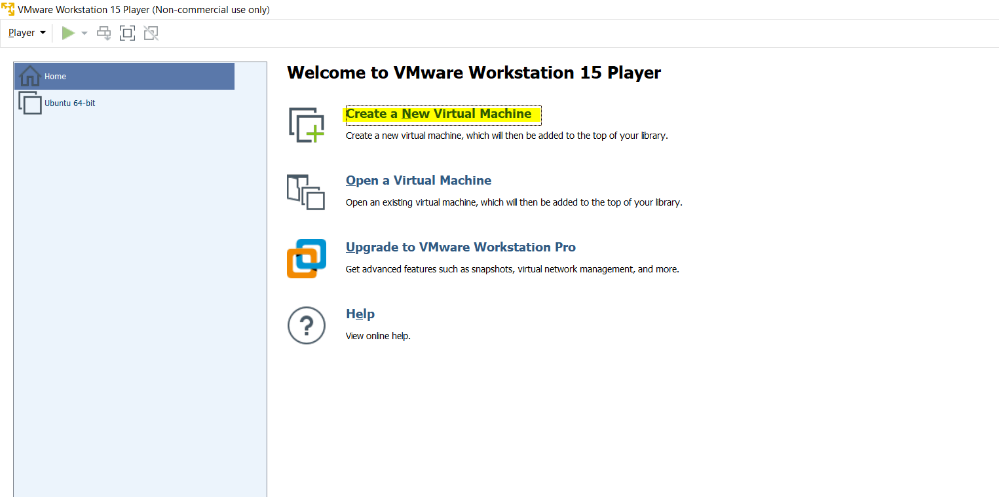 VMware Workstation 15 Player (Non-commercial use only)
Player
Home
Ubuntu 64-bit
Welcome to VMware Workstation 15 Player
Create a New Virtual Machine
Create a new virtual machine, which will then be added to the top of your library.
Open a Virtual Machine
Open an existing virtual machine, which will then be added to the top of your library.
Upgrade to VMware Workstation Pro
Get advanced features such as snapshots, virtual network management, and more.
?
Help
View online help.